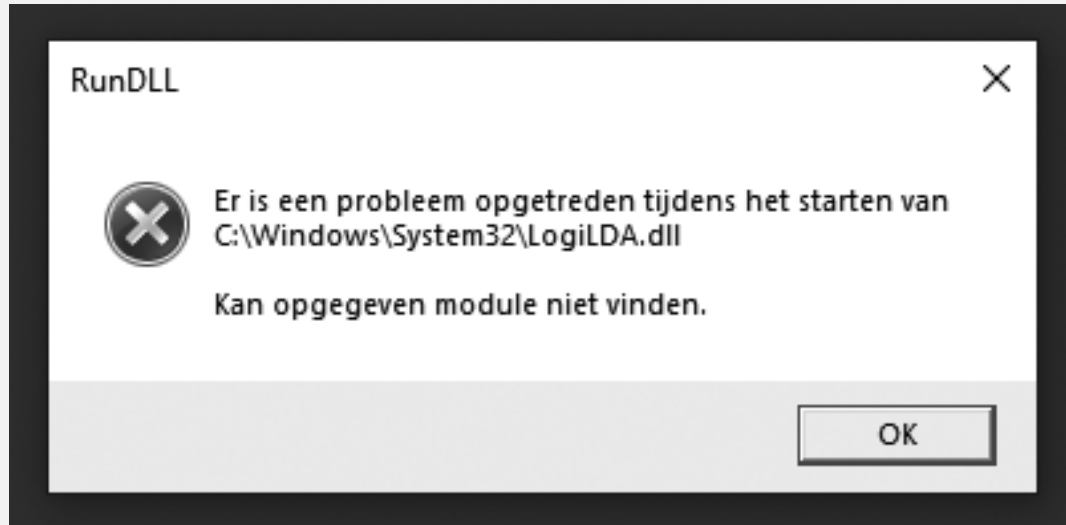 RunDLL
Er is een probleem opgetreden tijdens het starten van
C:\Windows\System32\LogiLDA.dll
Kan opgegeven module niet vinden.
OK